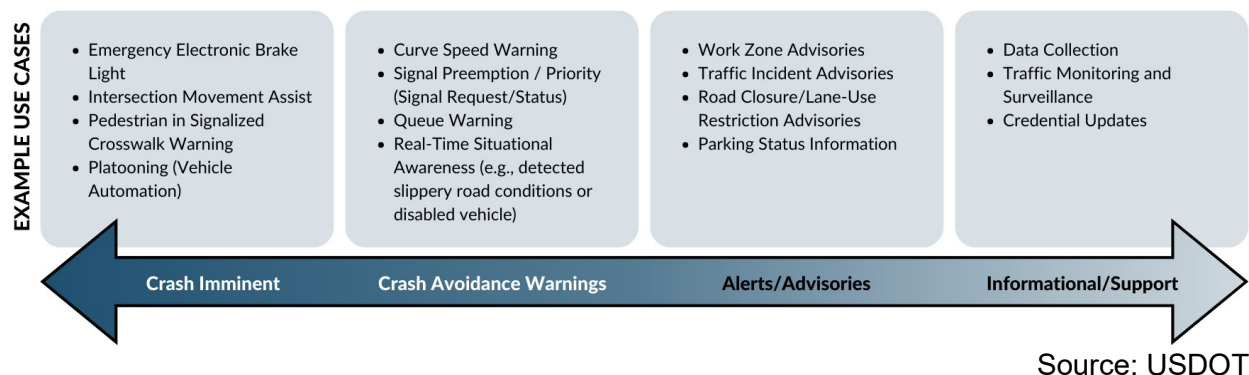 EXAMPLE USE CASES
• Emergency Electronic Brake
Light
• Intersection Movement Assist
• Pedestrian in Signalized
Crosswalk Warning
• Platooning (Vehicle
Automation)
• Curve Speed Warning
• Signal Preemption / Priority
(Signal Request/Status)
• Queue Warning
• Real-Time Situational
Awareness (e.g., detected
slippery road conditions or
disabled vehicle)
• Work Zone Advisories
• Traffic Incident Advisories
• Road Closure/Lane-Use
Restriction Advisories
• Parking Status Information
• Data Collection
• Traffic Monitoring and
Surveillance
• Credential Updates
Crash Imminent
Crash Avoidance Warnings
Alerts/Advisories
Informational/Support
Source: USDOT